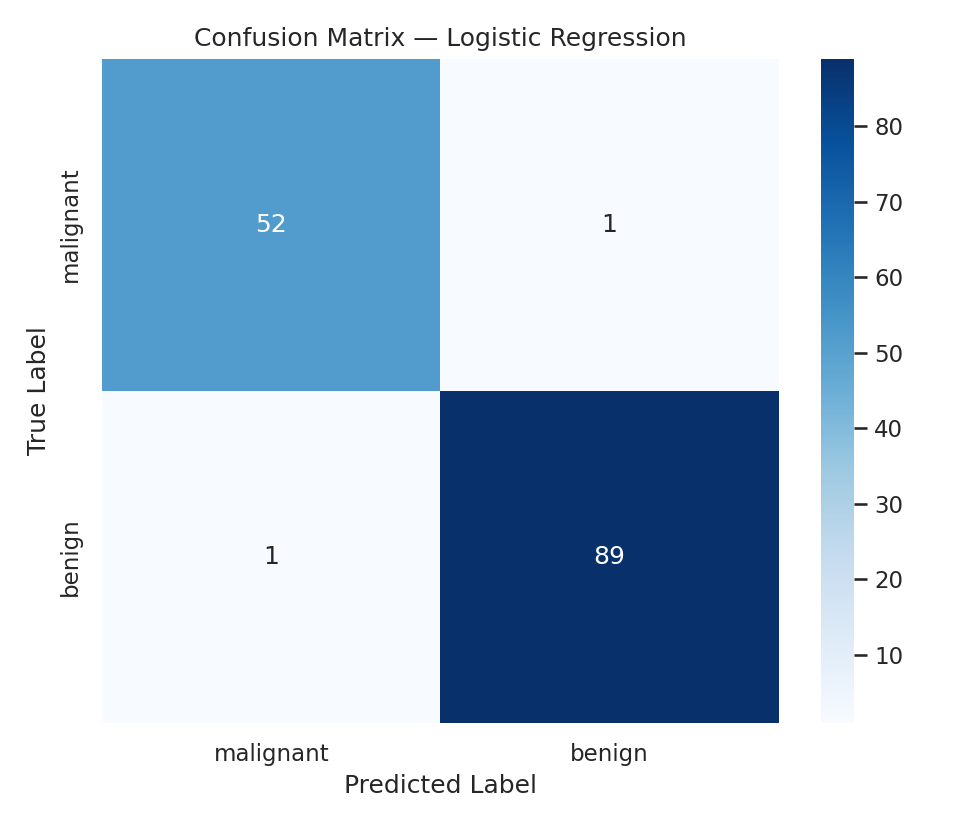 Confusion Matrix — Logistic Regression
malignant
benign
True Label
52
1
1
89
malignant
benign
Predicted Label
80
70
60
50
40
30
20
10